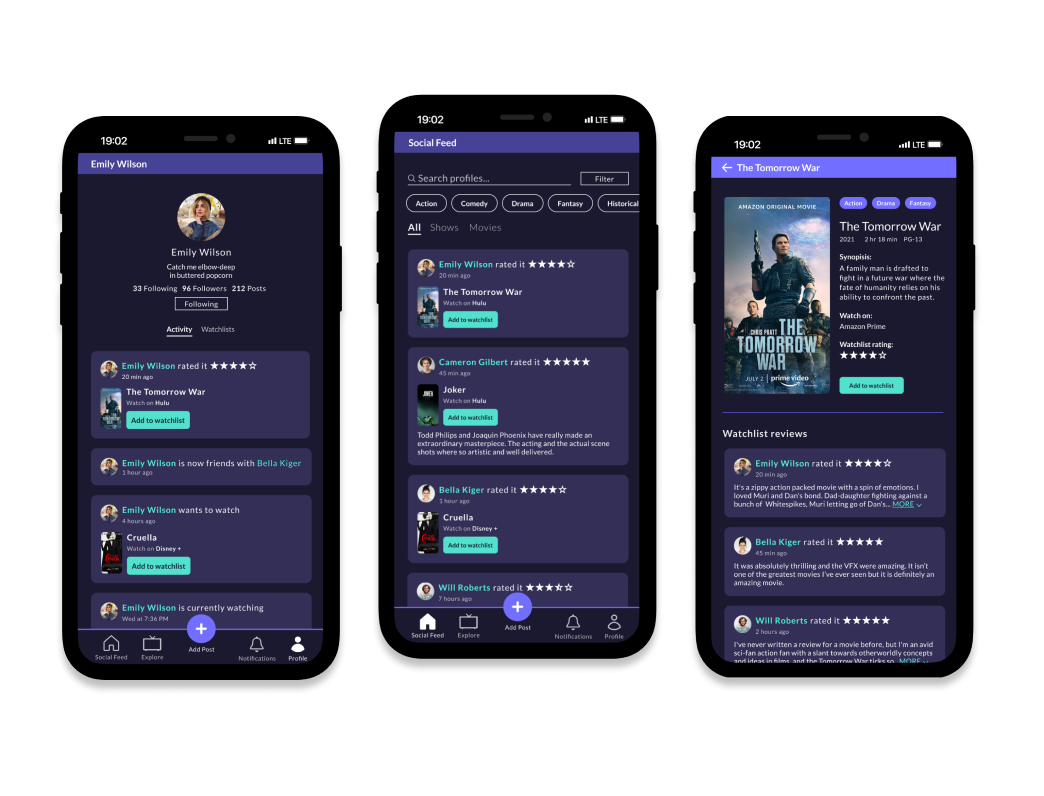 19:02
LTE
Emily Wilson
Emily Wilson
Catch me elbow-deep
in buttered popcorn
33 Following 96 Followers 212 Posts
Following
Activity Watchlists
Emily Wilson rated it ★★★★☆
20 min ago
The Tomorrow War
Watch on Hulu
Add to watchlist
Emily Wilson is now friends with Bella Kiger
1 hour ago
Emily Wilson wants to watch
4 hours ago
Cruella
Watch on Disney +
Add to watchlist
Emily Wilson is currently watching
Wed at 7:36 PM
Social Feed Explore Add Post Notifications Profile
19:02
LTE
Social Feed
Search profiles...
Filter
Action Comedy Drama Fantasy Historical
All Shows Movies
Emily Wilson rated it ★★★★☆
20 min ago
The Tomorrow War
Watch on Hulu
Add to watchlist
Cameron Gilbert rated it ★★★★★
45 min ago
JOKER
Joker
Watch on Hulu
Add to watchlist
Todd Philips and Joaquin Phoenix have really made an
extraordinary masterpiece. The acting and the actual scene
shots where so artistic and well delivered.
Bella Kiger rated it ★★★★☆
1 hour ago
Cruella
Watch on Disney +
Add to watchlist
Will Roberts rated it
7 hours ago
Social Feed Explore Add Post Notifications Profile
19:02
LTE
← The Tomorrow War
AMAZON ORIGINAL MOVIE
CHRIS PRATT
THE
TOMORROW
WAR
JULY 2 | prime video
Action Drama Fantasy
The Tomorrow War
2021 2 hr 18 min PG-13
Synopisis:
A family man is drafted to
fight in a future war where the
fate of humanity relies on his
ability to confront the past.
Watch on:
Amazon Prime
Watchlist rating:
★★★★☆
Add to watchlist
Watchlist reviews
Emily Wilson rated it ★★★★☆
20 min ago
It's a zippy action packed movie with a spin of emotions. I
loved Muri and Dan's bond. Dad-daughter fighting against a
bunch of Whitespikes, Muri letting go of Dan's... MORE
Bella Kiger rated it ★★★★★
45 min ago
It was absolutely thrilling and the VFX were amazing. It isn't
one of the greatest movies I've ever seen but it is definitely an
amazing movie.
Will Roberts rated it ★★★★★
2 hours ago
I've never written a review for a movie before, but I'm an avid
sci-fan action fan with a slant towards otherworldly concepts
and ideas in films, and the Tomorrow War ticks so.. MORE